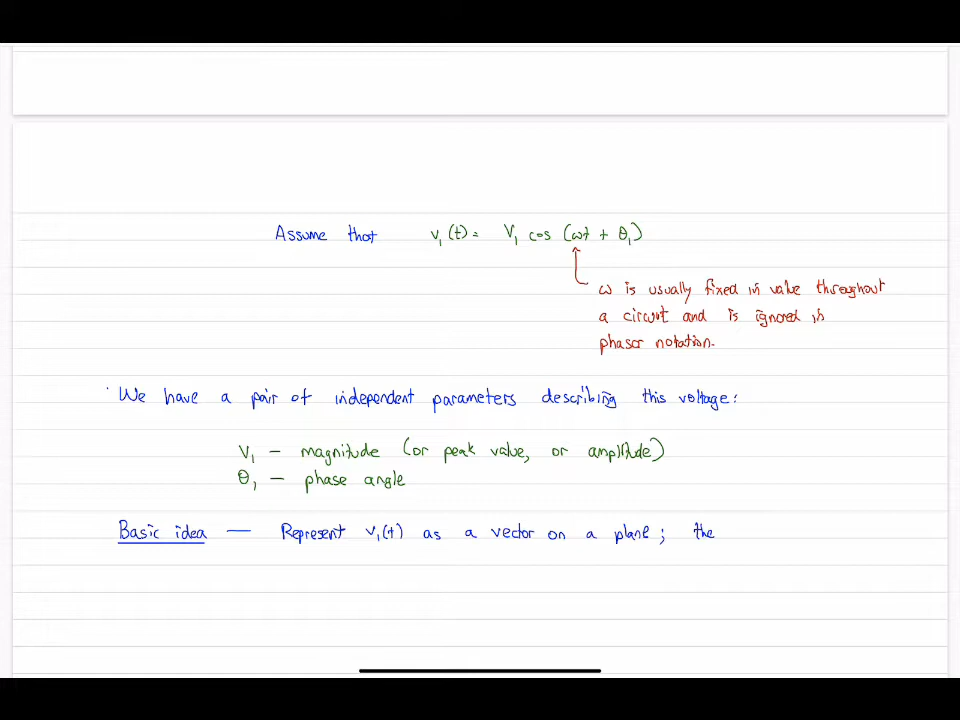 Assume that v₁(t) = V₁ cos (ωt + θ₁)
ω is usually fixed in value throughout
a circuit and is ignored in
phasor notation.
We have a pair of independent parameters describing this voltage:
V₁ — magnitude (or peak value, or amplitude)
θ₁ — phase angle
Basic idea — Represent v₁(t) as a vector on a plane; the